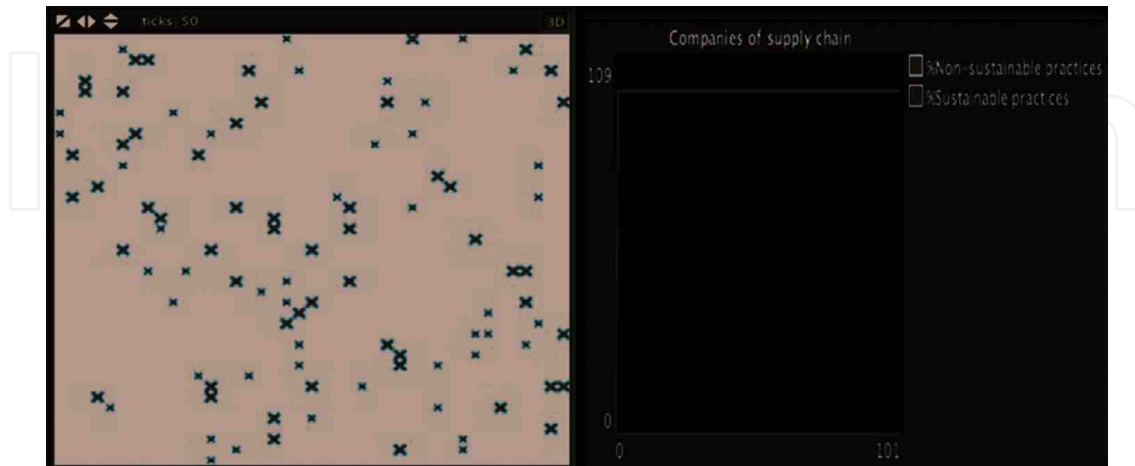 ticks: 50
3D
Companies of supply chain
109
0
0
101
%Non-sustainable practices
%Sustainable practices